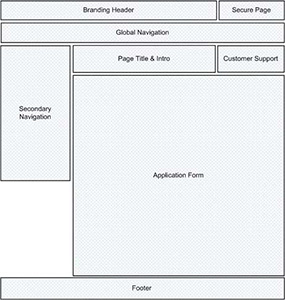 Branding Header
Secure Page
Global Navigation
Page Title & Intro
Customer Support
Secondary
Navigation
Application Form
Footer